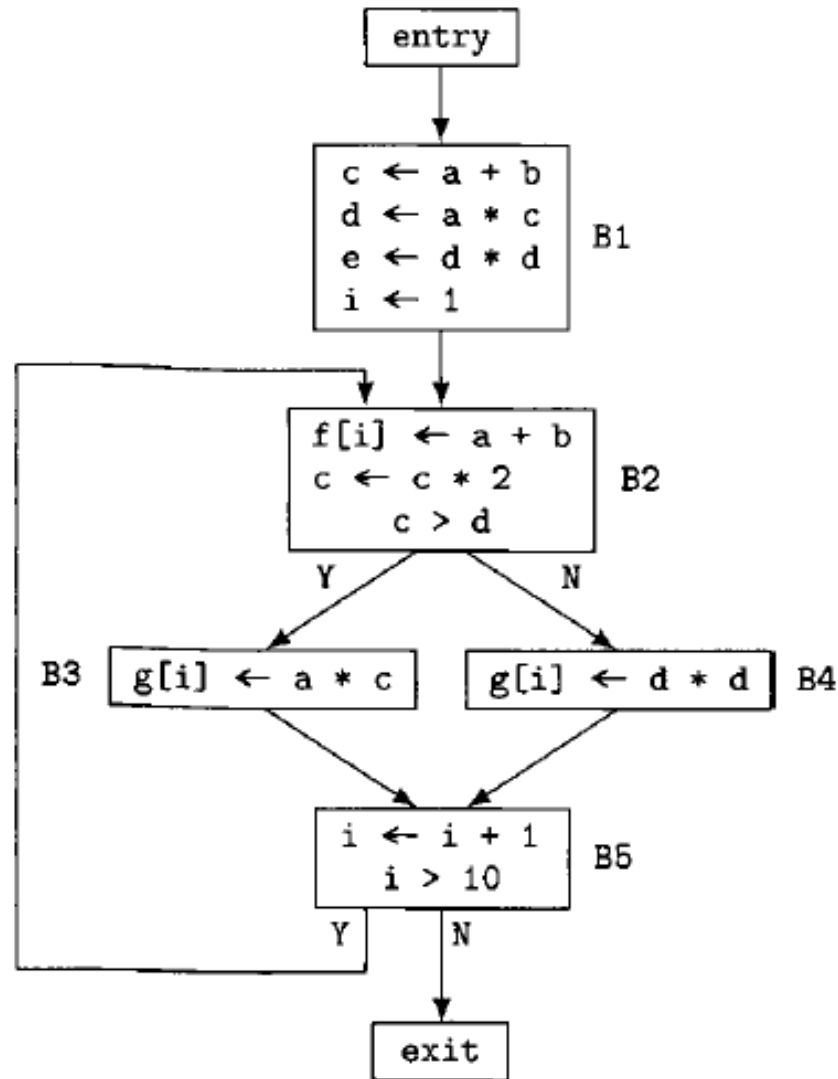 entry
c ← a + b
d ← a * c
e ← d * d
i ← 1
B1
f[i] ← a + b
c ← c * 2
c > d
B2
Y N
B3
g[i] ← a * c
g[i] ← d * d
B4
i ← i + 1
i > 10
B5
Y N
exit